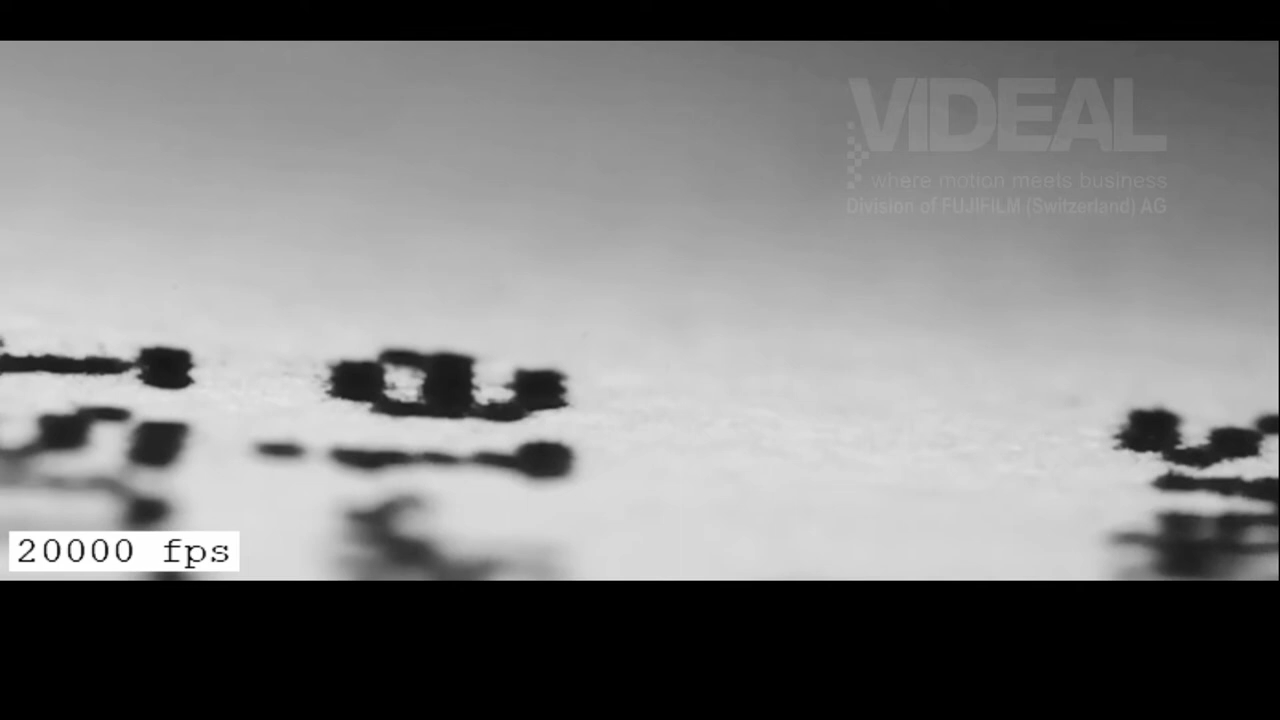 VIDEAL
where motion meets business
Division of FUJIFILM (Switzerland) AG
20000 fps